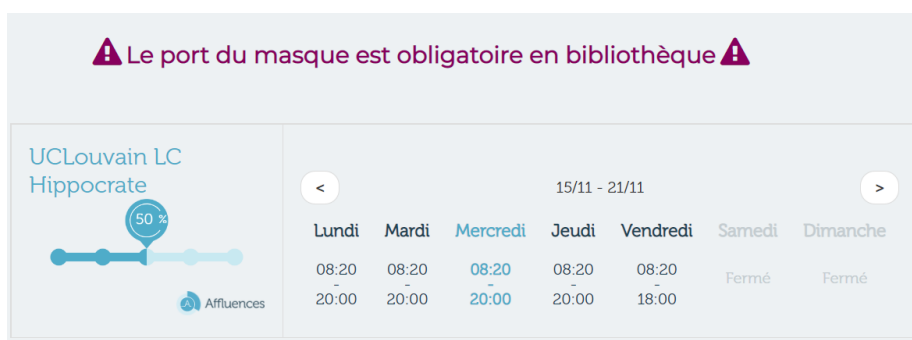 Le port du masque est obligatoire en bibliothèque
UCLouvain LC
Hippocrate
50 %
Affluences
< 15/11 - 21/11 >
Lundi Mardi Mercredi Jeudi Vendredi Samedi Dimanche
08:20 08:20 08:20 08:20 08:20 Fermé Fermé
- - - - -
20:00 20:00 20:00 20:00 18:00